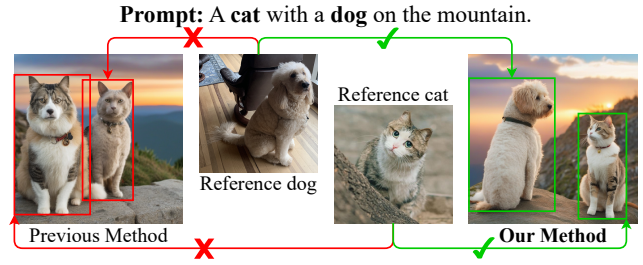 Prompt: A cat with a dog on the mountain.
Reference cat
Reference dog
Previous Method
Our Method